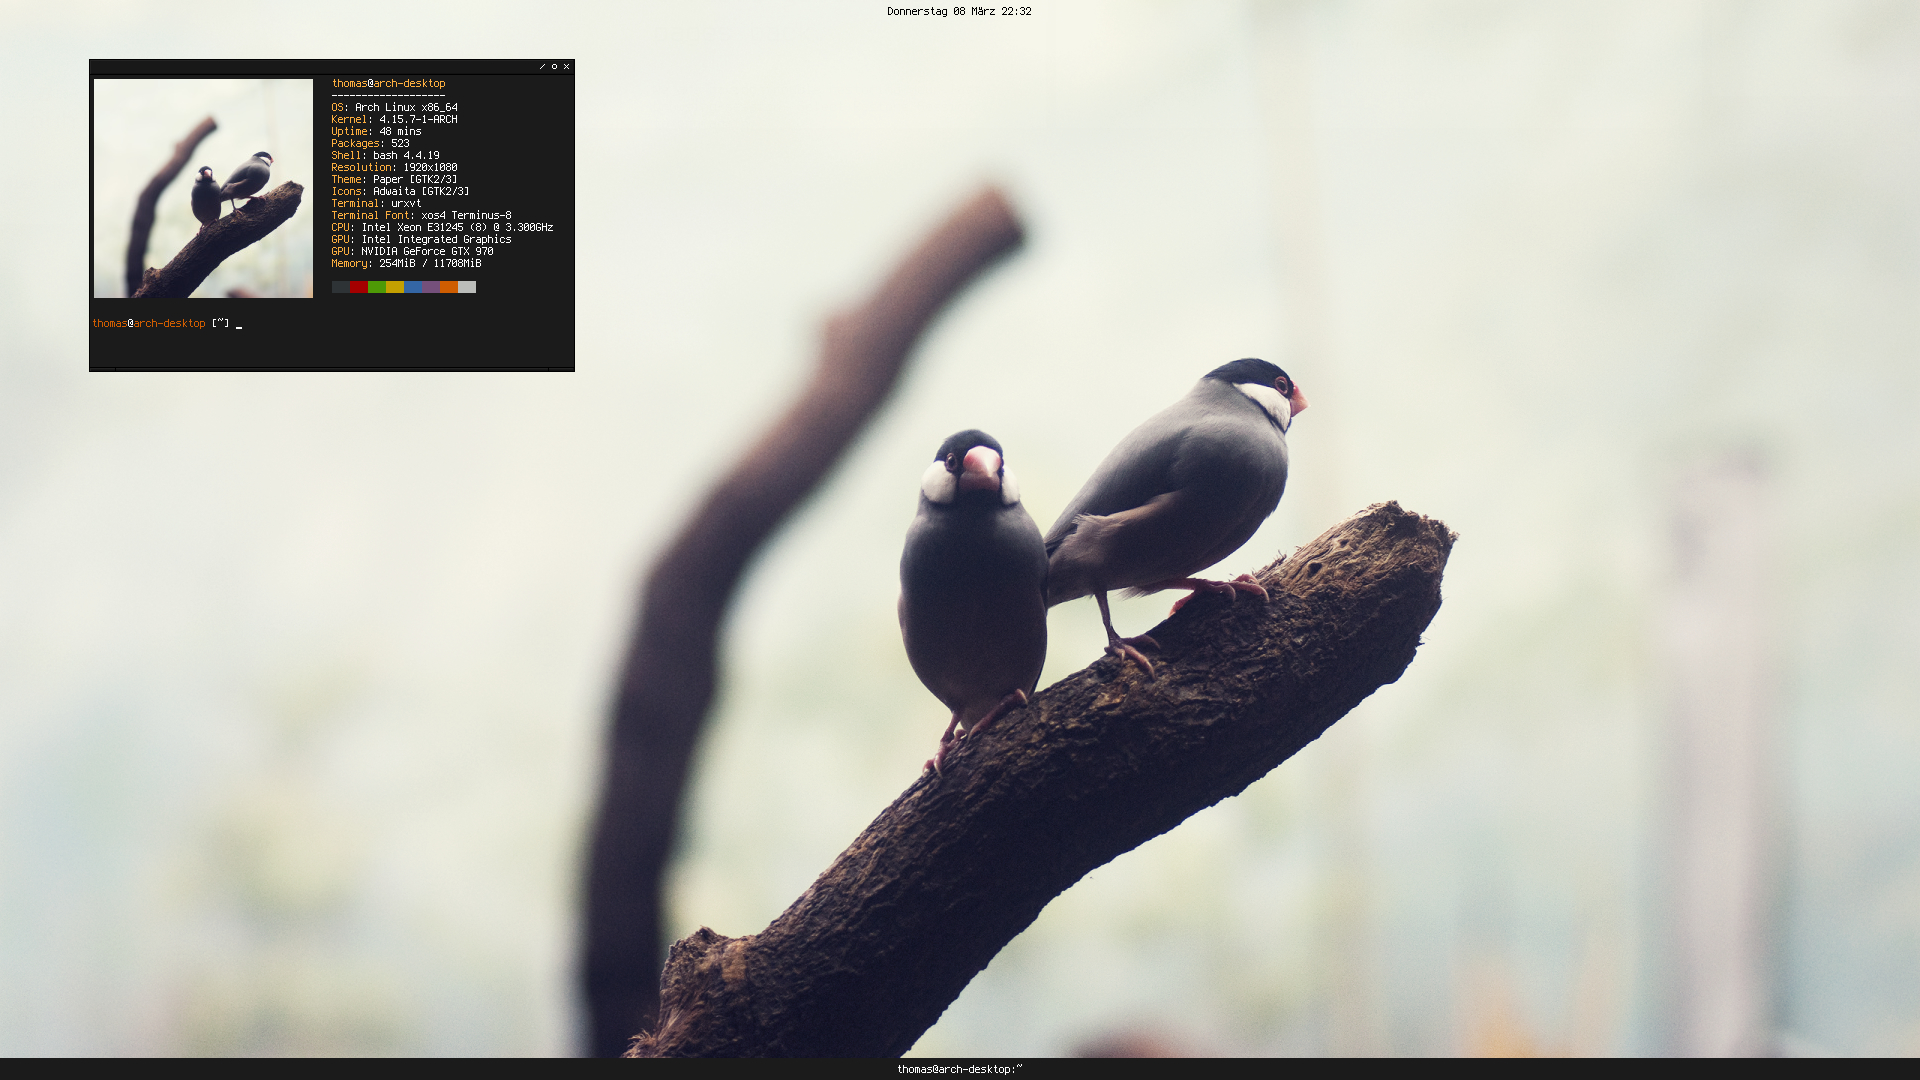 Donnerstag 08 März 22:32
thomas@arch-desktop
-------------------
OS: Arch Linux x86_64
Kernel: 4.15.7-1-ARCH
Uptime: 48 mins
Packages: 523
Shell: bash 4.4.19
Resolution: 1920x1080
Theme: Paper [GTK2/3]
Icons: Adwaita [GTK2/3]
Terminal: urxvt
Terminal Font: xos4 Terminus-8
CPU: Intel Xeon E31245 (8) @ 3.300GHz
GPU: Intel Integrated Graphics
GPU: NVIDIA GeForce GTX 970
Memory: 254MiB / 11708MiB
thomas@arch-desktop [~] _
thomas@arch-desktop:~